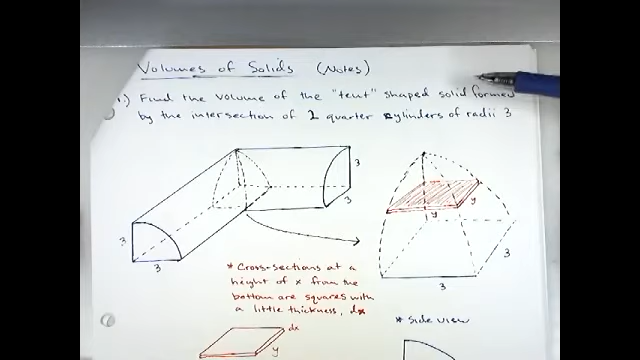 Volumes of Solids (Notes)
1.) Find the volume of the "tent" shaped solid formed
by the intersection of 2 quarter cylinders of radii 3
3
3
3
3
y
y
3
3
* Cross-sections at a
height of x from the
bottom are squares with
a little thickness, dx
* Side view
dx
y